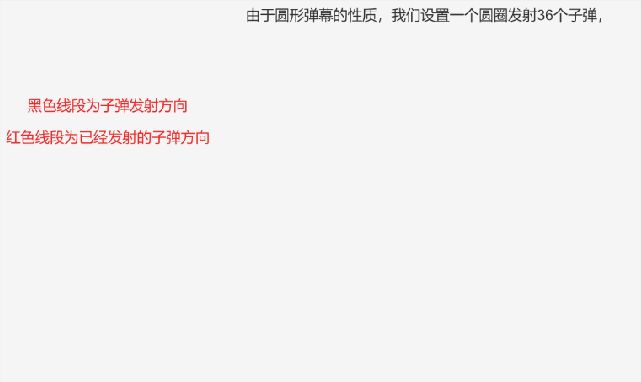 由于圆形弹幕的性质，我们设置一个圆圈发射36个子弹，
黑色线段为子弹发射方向
红色线段为已经发射的子弹方向